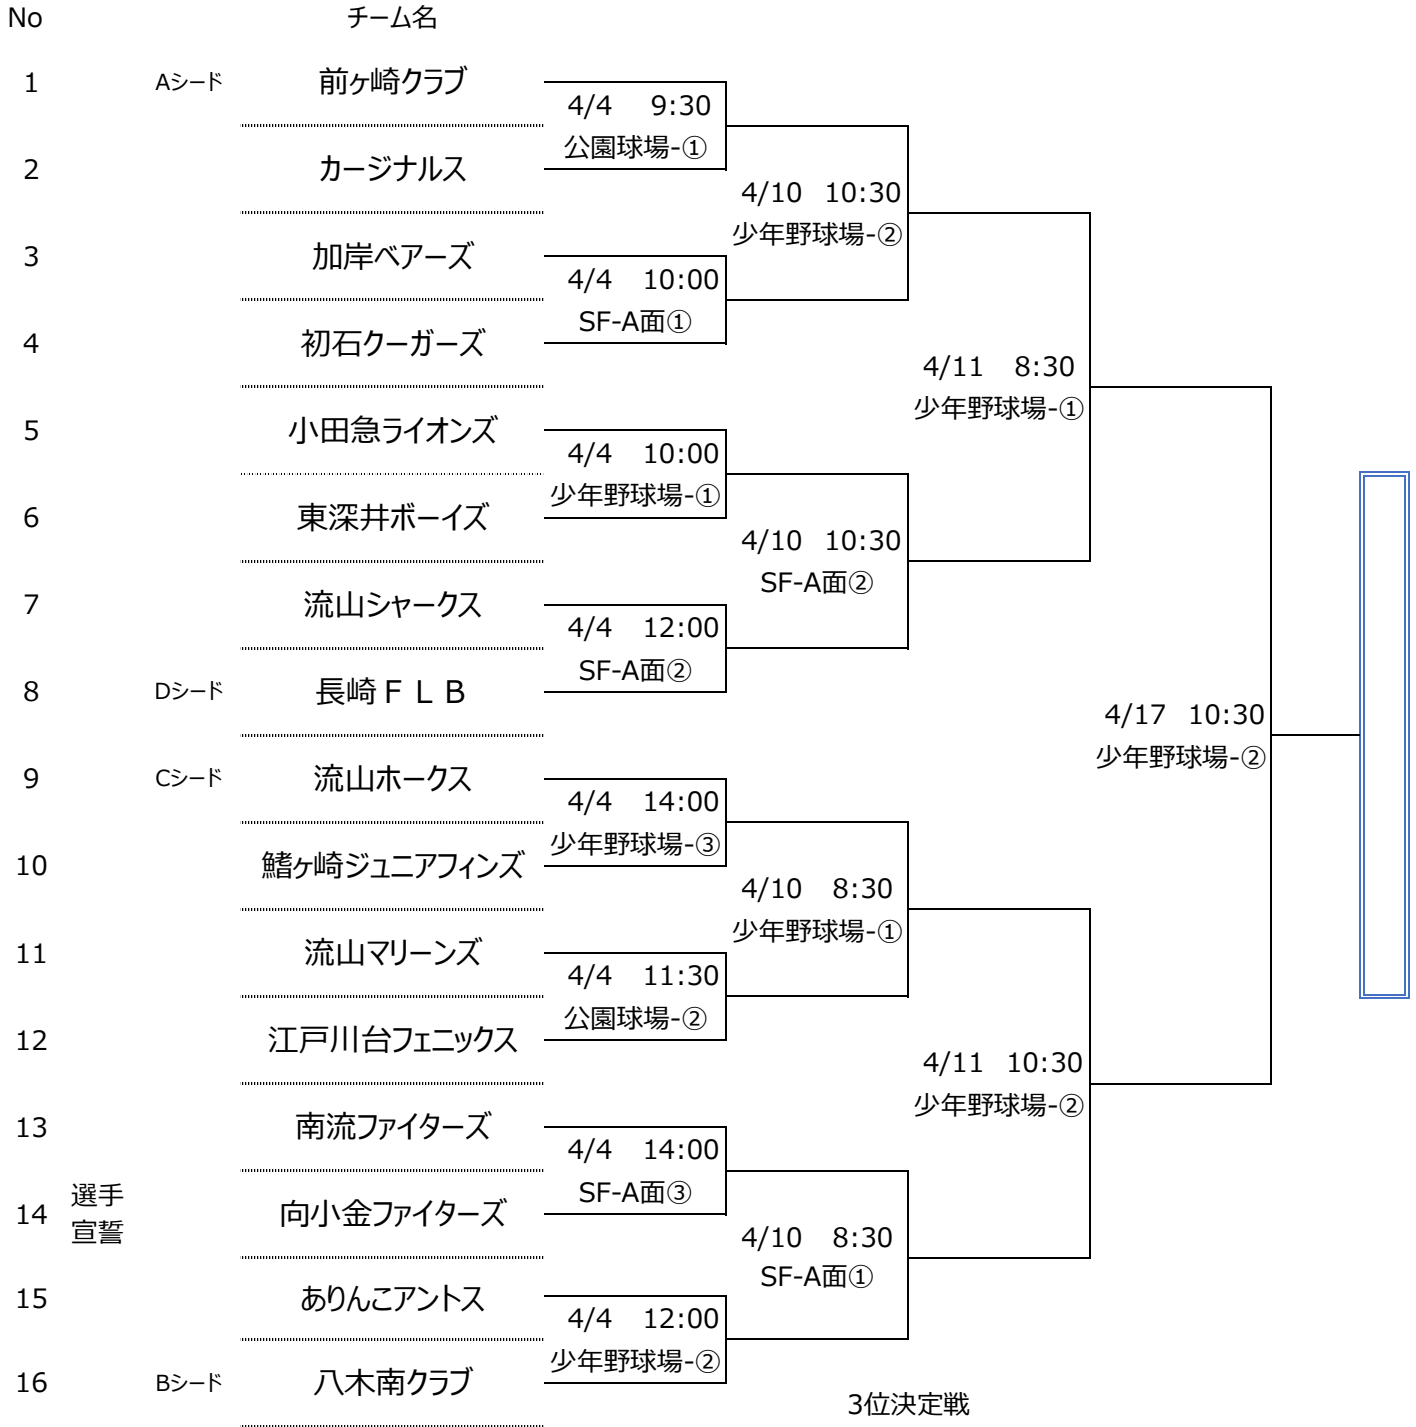 No チーム名
1 Aシード 前ヶ崎クラブ
4/4 9:30
公園球場-①
2 カージナルス
4/10 10:30
少年野球場-②
3 加岸ベアーズ
4/4 10:00
SF-A面①
4 初石クーガーズ
4/11 8:30
少年野球場-①
5 小田急ライオンズ
4/4 10:00
少年野球場-①
6 東深井ボーイズ
4/10 10:30
SF-A面②
7 流山シャークス
4/4 12:00
SF-A面②
8 Dシード 長崎ＦＬＢ
4/17 10:30
少年野球場-②
9 Cシード 流山ホークス
4/4 14:00
少年野球場-③
10 鰭ヶ崎ジュニアフィンズ
4/10 8:30
少年野球場-①
11 流山マリーンズ
4/4 11:30
公園球場-②
12 江戸川台フェニックス
4/11 10:30
少年野球場-②
13 南流ファイターズ
4/4 14:00
SF-A面③
14 選手
宣誓
向小金ファイターズ
4/10 8:30
SF-A面①
15 ありんこアントス
4/4 12:00
少年野球場-②
16 Bシード 八木南クラブ
3位決定戦